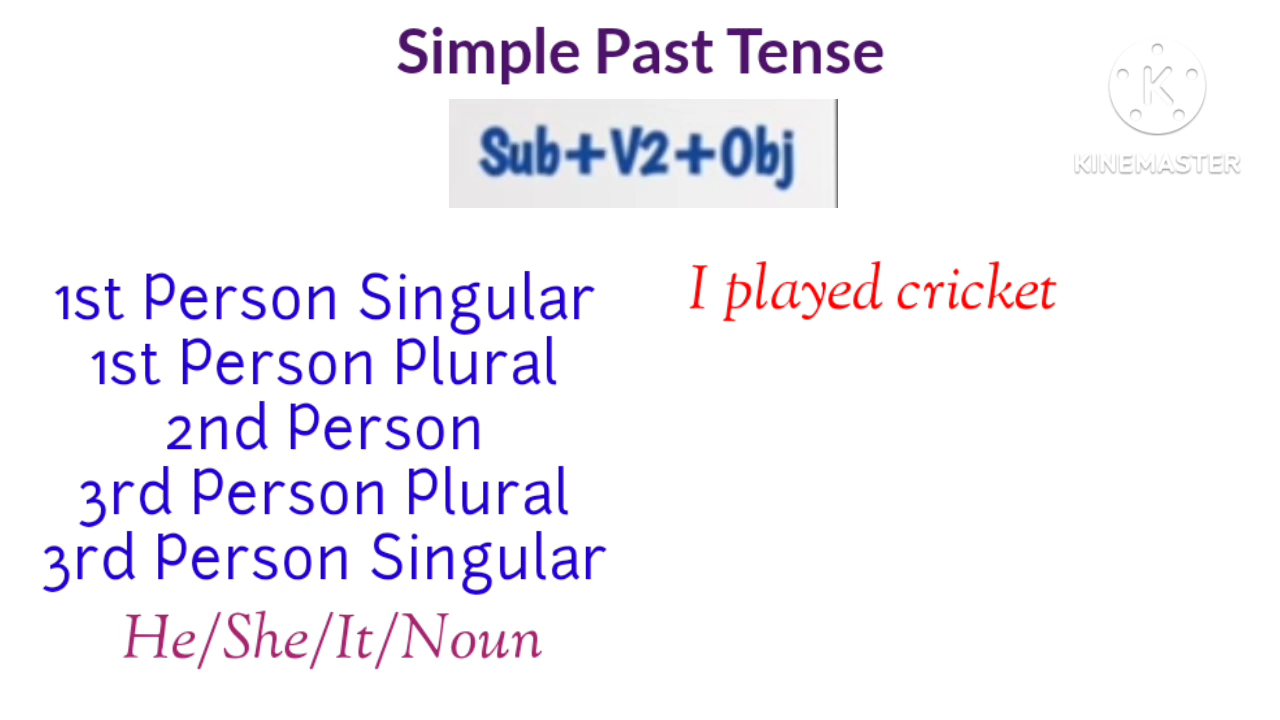 Simple Past Tense
KINEMASTER
Sub+V2+Obj
1st Person Singular
I played cricket
1st Person Plural
2nd Person
3rd Person Plural
3rd Person Singular
He/She/It/Noun